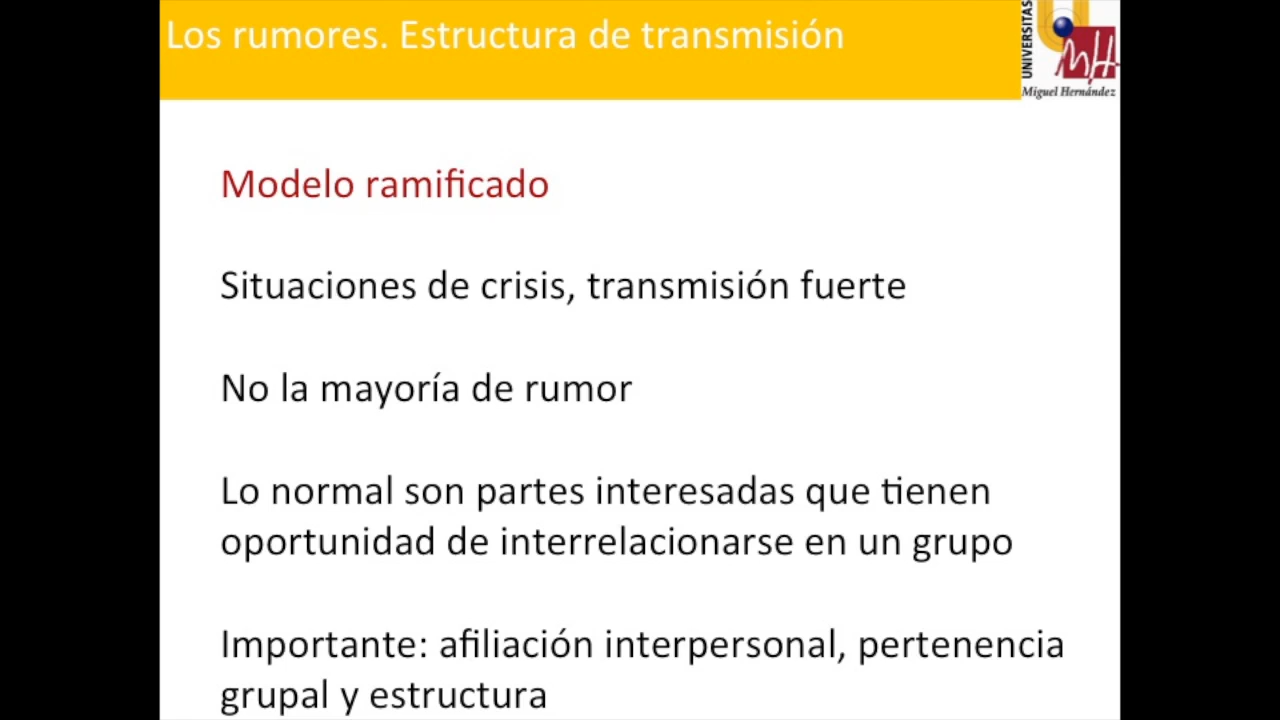 Los rumores. Estructura de transmisión
UNIVERSITAS
Miguel Hernández
Modelo ramificado
Situaciones de crisis, transmisión fuerte
No la mayoría de rumor
Lo normal son partes interesadas que tienen
oportunidad de interrelacionarse en un grupo
Importante: afiliación interpersonal, pertenencia
grupal y estructura